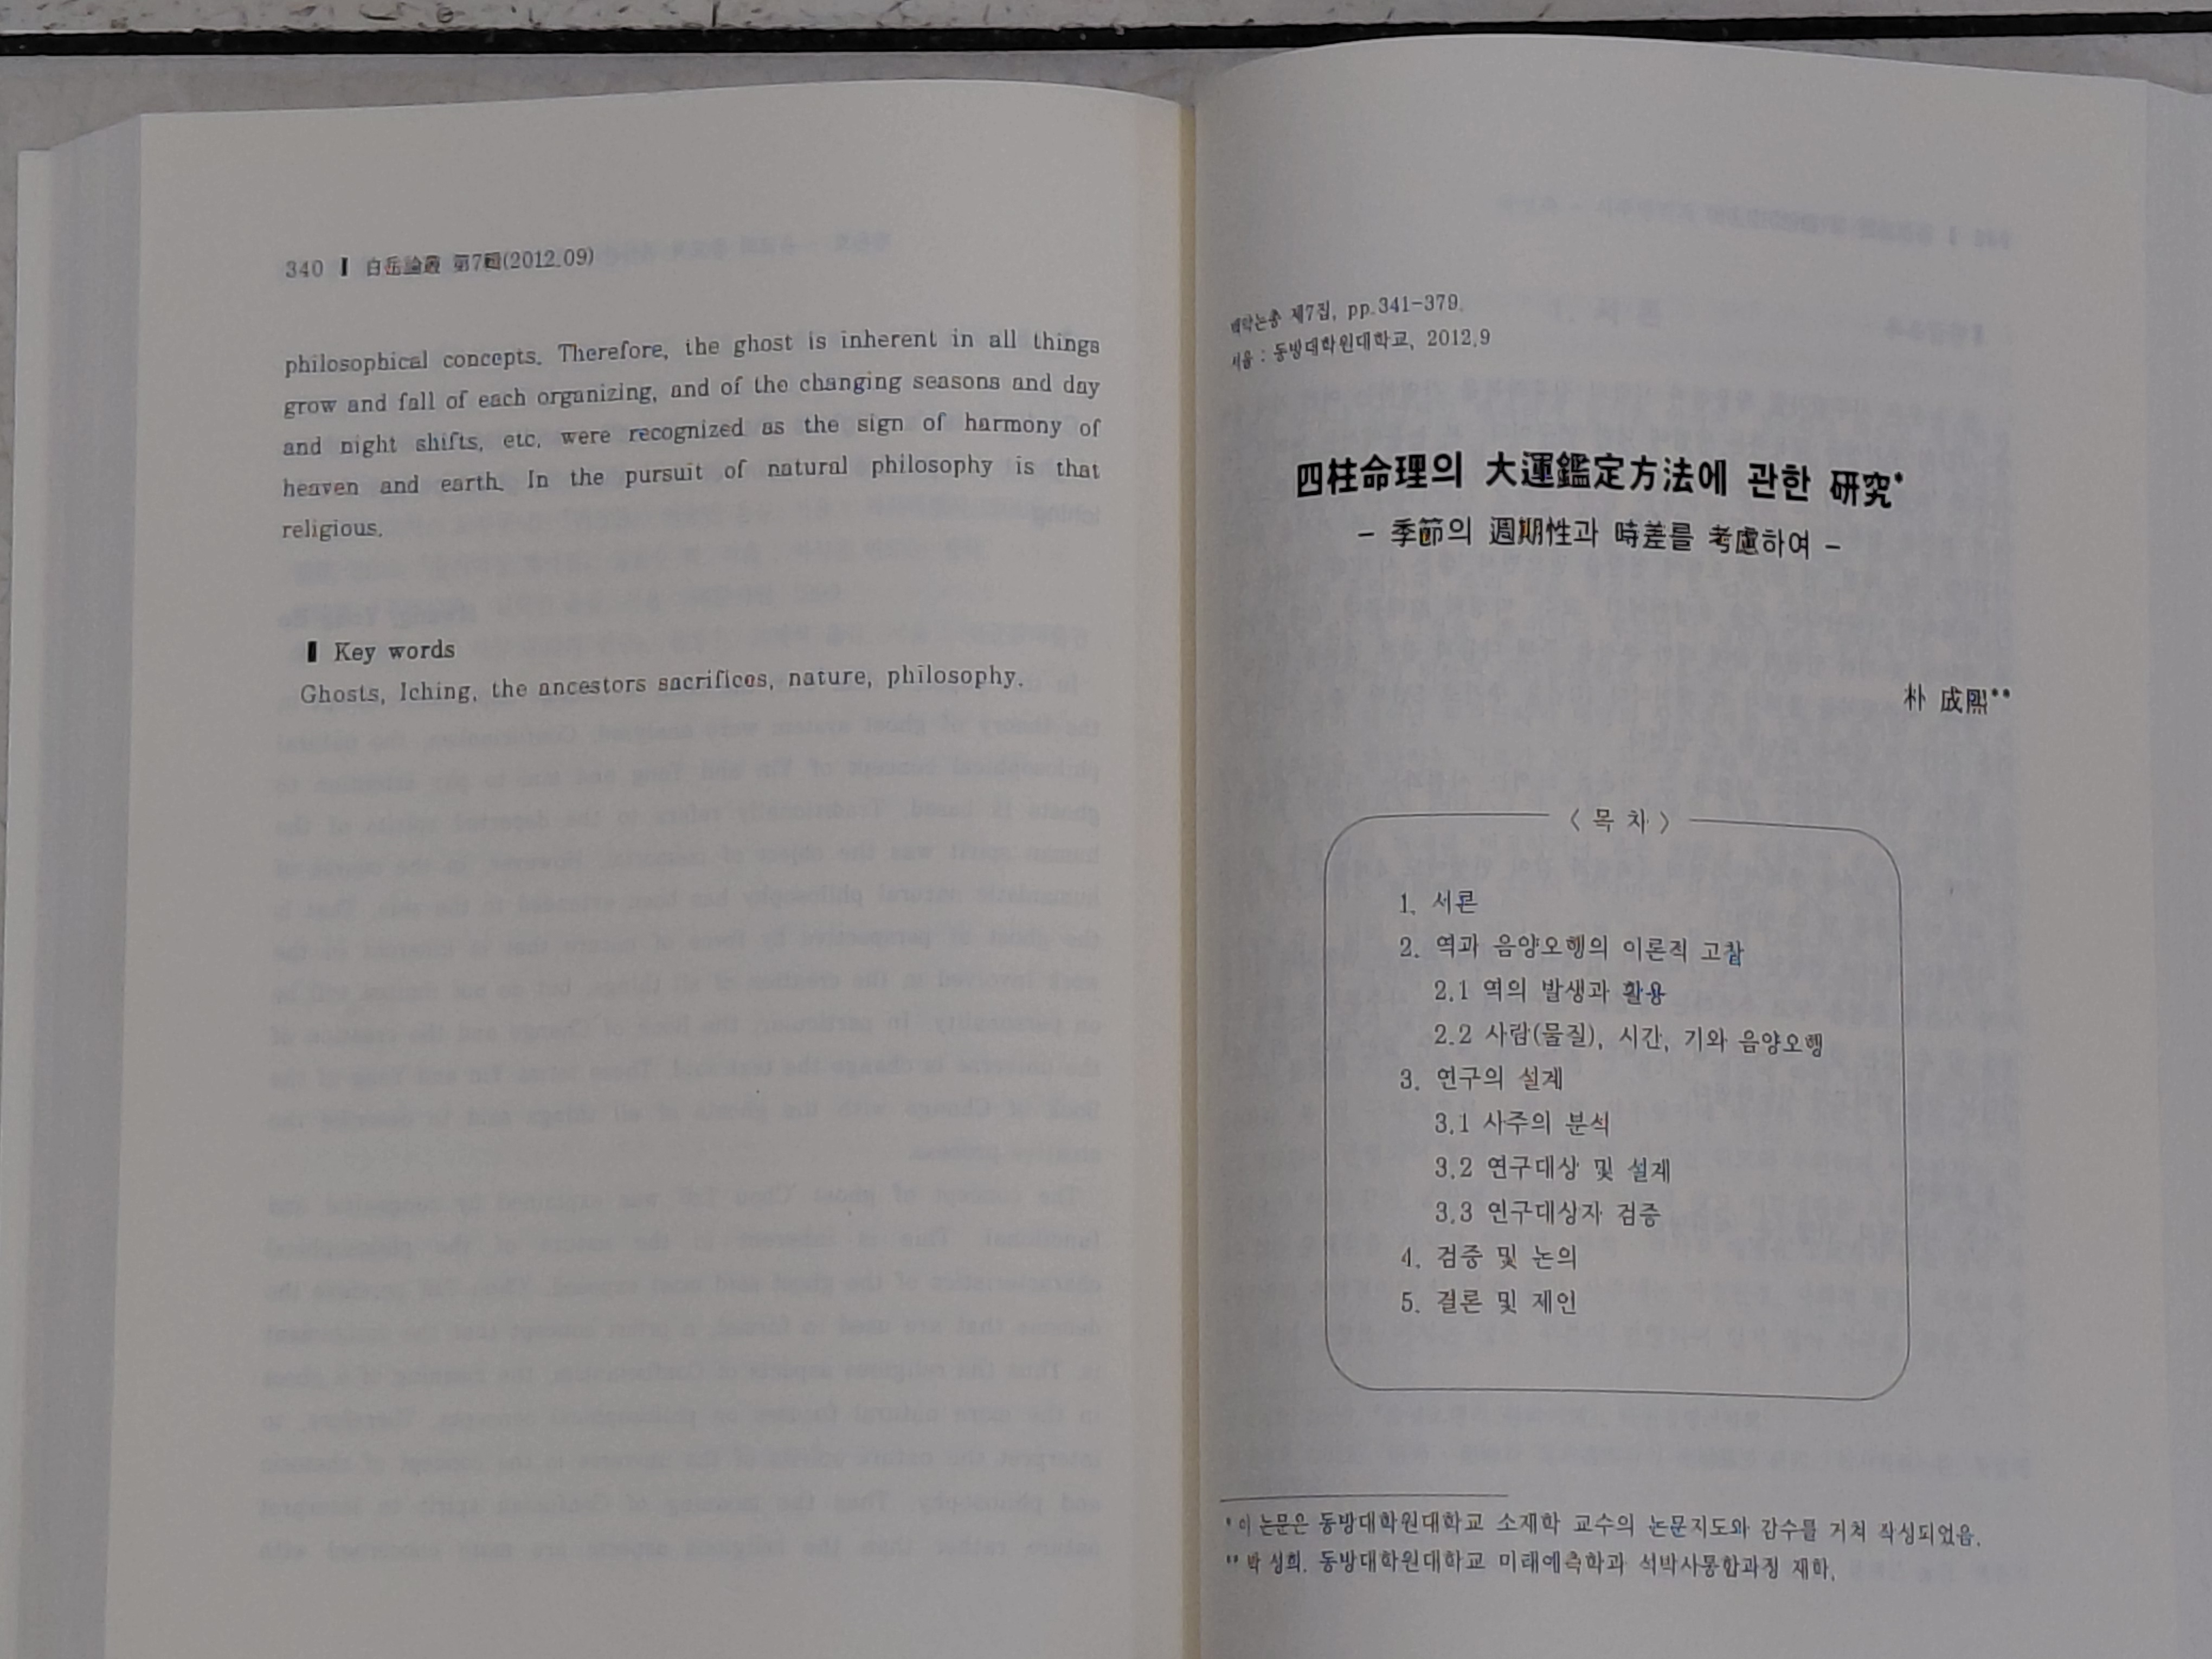 340 ▌ 白岳論叢 第7輯(2012.09)
philosophical concepts. Therefore, the ghost is inherent in all things
grow and fall of each organizing, and of the changing seasons and day
and night shifts, etc. were recognized as the sign of harmony of
heaven and earth. In the pursuit of natural philosophy is that
religious.
▌ Key words
Ghosts, Iching, the ancestors sacrifices, nature, philosophy.
백악논총 제7집, pp.341-379.
서울 : 동방대학원대학교, 2012.9
四柱命理의 大運鑑定方法에 관한 研究*
- 季節의 週期性과 時差를 考慮하여 -
朴 成熙**
〈 목 차 〉
1. 서론
2. 역과 음양오행의 이론적 고찰
2.1 역의 발생과 활용
2.2 사람(물질), 시간, 기와 음양오행
3. 연구의 설계
3.1 사주의 분석
3.2 연구대상 및 설계
3.3 연구대상자 검증
4. 검증 및 논의
5. 결론 및 제언
* 이 논문은 동방대학원대학교 소재학 교수의 논문지도와 감수를 거쳐 작성되었음.
** 박성희. 동방대학원대학교 미래예측학과 석박사통합과정 재학.